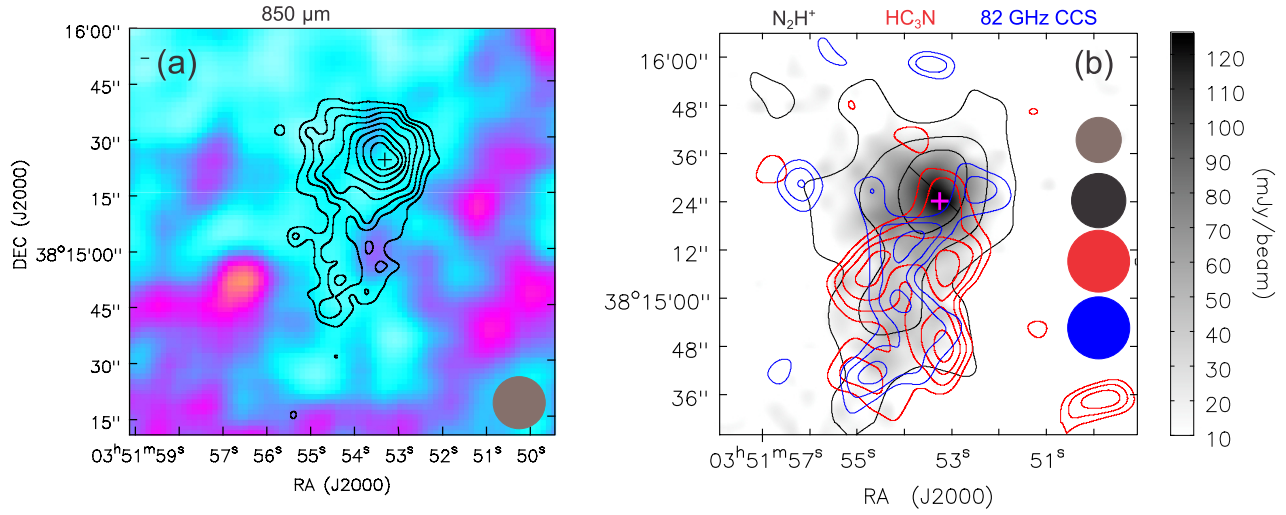 850 μm
(a)
16'00"
45"
30"
15"
38°15'00"
45"
30"
15"
DEC (J2000)
03ʰ51ᵐ59ˢ 57ˢ 56ˢ 55ˢ 54ˢ 53ˢ 52ˢ 51ˢ 50ˢ
RA (J2000)
N₂H⁺ HC₃N 82 GHz CCS
(b)
16'00"
48"
36"
24"
12"
38°15'00"
48"
36"
03ʰ51ᵐ57ˢ 55ˢ 53ˢ 51ˢ
RA (J2000)
120
110
100
90
80
70
60
50
40
30
20
10
(mJy/beam)